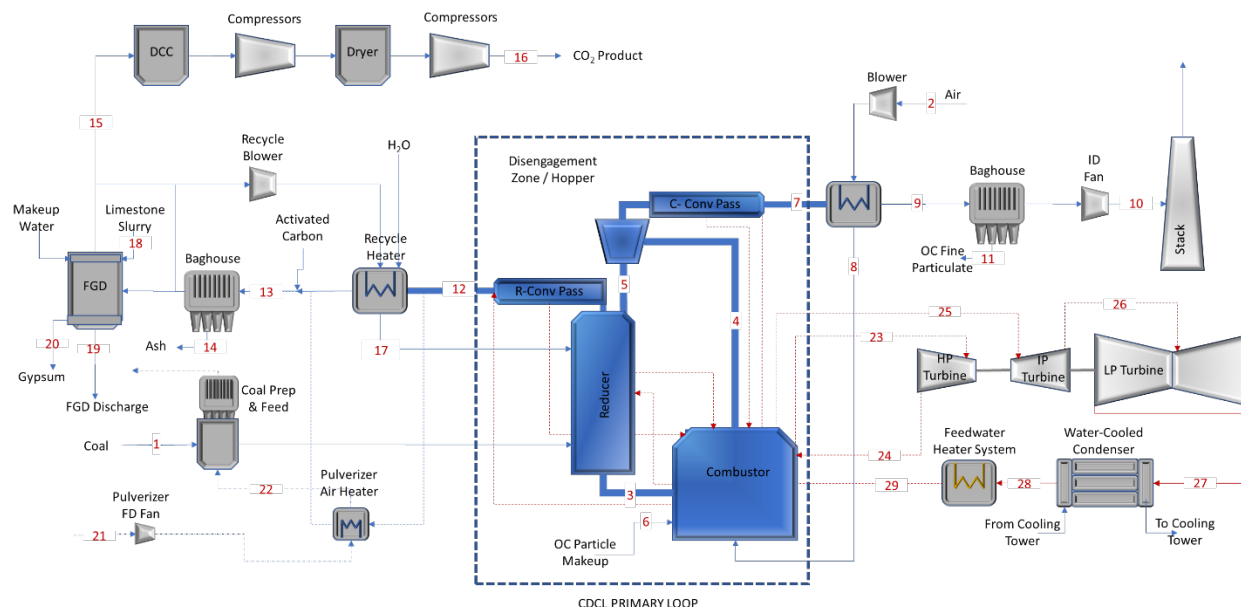 Compressors
Compressors
DCC
Dryer
16
CO2 Product
Blower
2
Air
15
Recycle
Blower
H2O
Disengagement
Zone / Hopper
C- Conv Pass
7
9
Baghouse
ID
Fan
10
Stack
Makeup
Water
Limestone
Slurry
18
Activated
Carbon
Recycle
Heater
Baghouse
FGD
13
12
R-Conv Pass
5
4
8
OC Fine
Particulate
11
20
19
14
Ash
17
Gypsum
FGD Discharge
Coal Prep
& Feed
Coal
1
Reducer
Combustor
23
25
26
HP
Turbine
IP
Turbine
LP Turbine
24
Feedwater
Heater System
Water-Cooled
Condenser
29
28
27
22
Pulverizer
Air Heater
Pulverizer
FD Fan
21
3
6
OC Particle
Makeup
From Cooling
Tower
To Cooling
Tower
CDCL PRIMARY LOOP